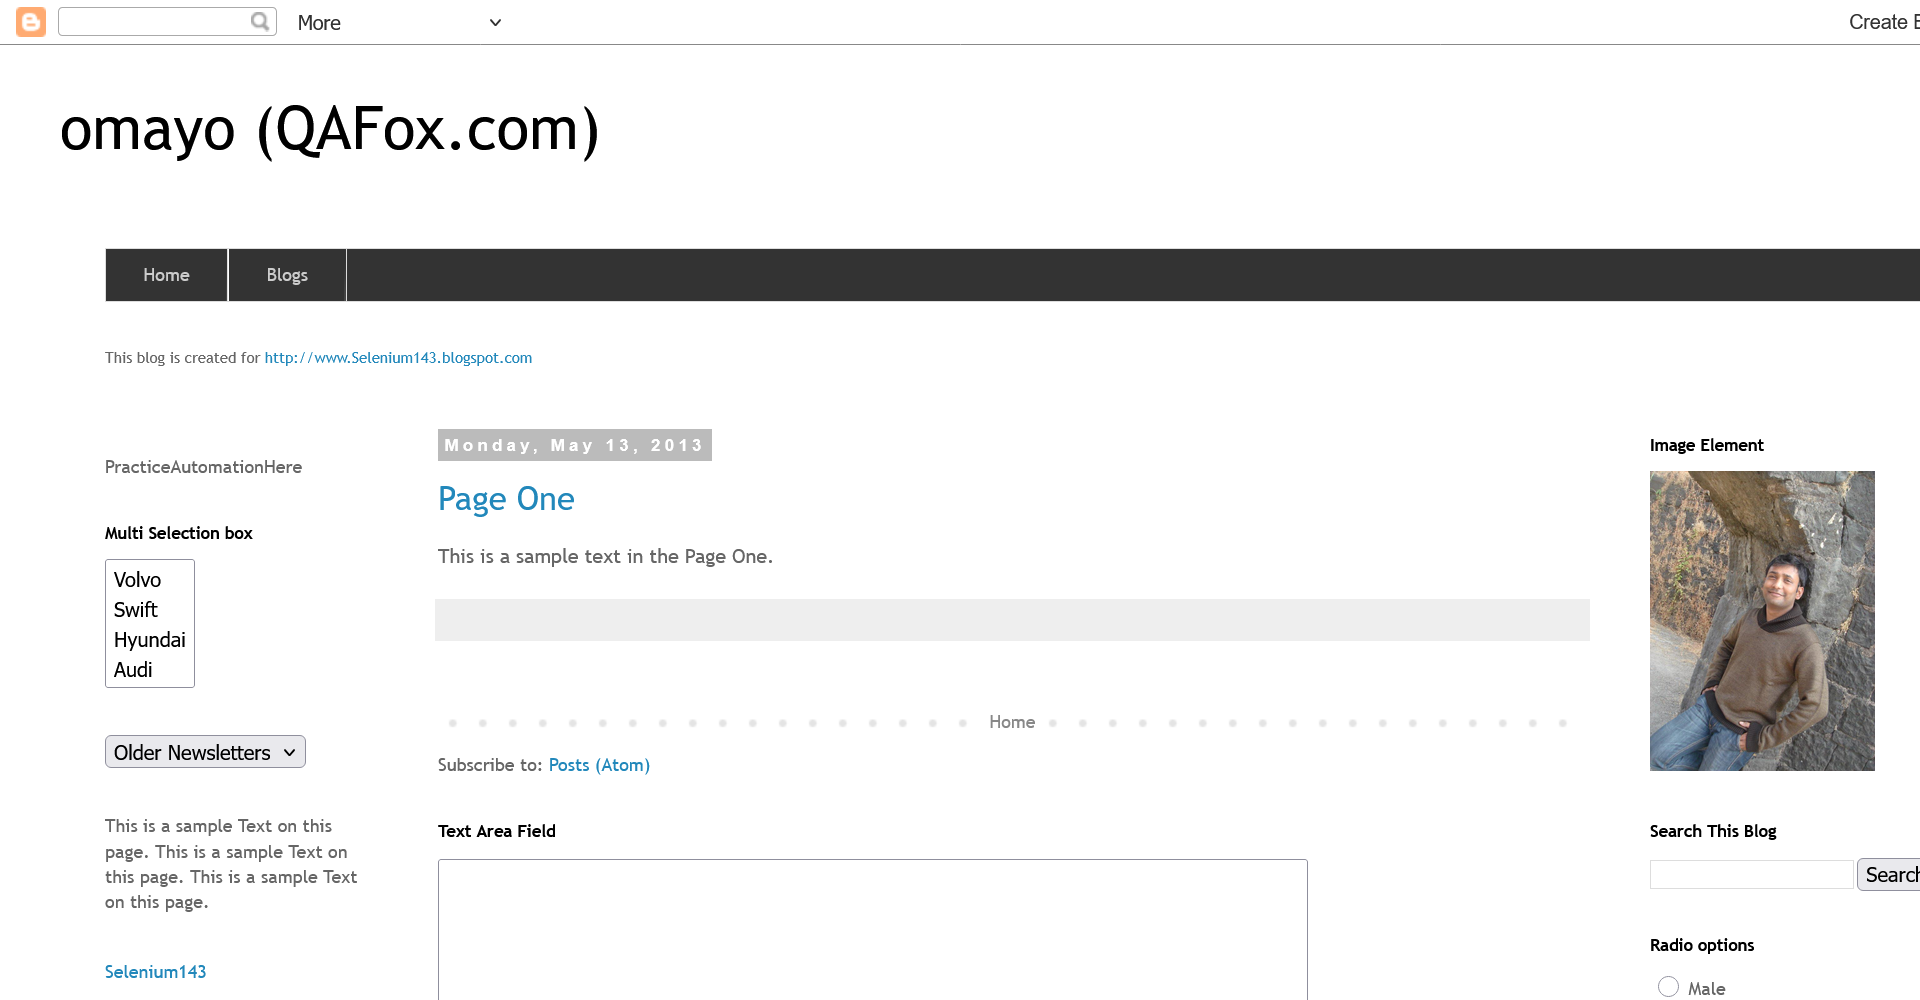 More
Create
omayo (QAFox.com)
Home
Blogs
This blog is created for http://www.Selenium143.blogspot.com
PracticeAutomationHere
Multi Selection box
Volvo
Swift
Hyundai
Audi
Older Newsletters
This is a sample Text on this
page. This is a sample Text on
this page. This is a sample Text
on this page.
Selenium143
Monday, May 13, 2013
Page One
This is a sample text in the Page One.
Home
Subscribe to: Posts (Atom)
Text Area Field
Image Element
Search This Blog
Search
Radio options
Male